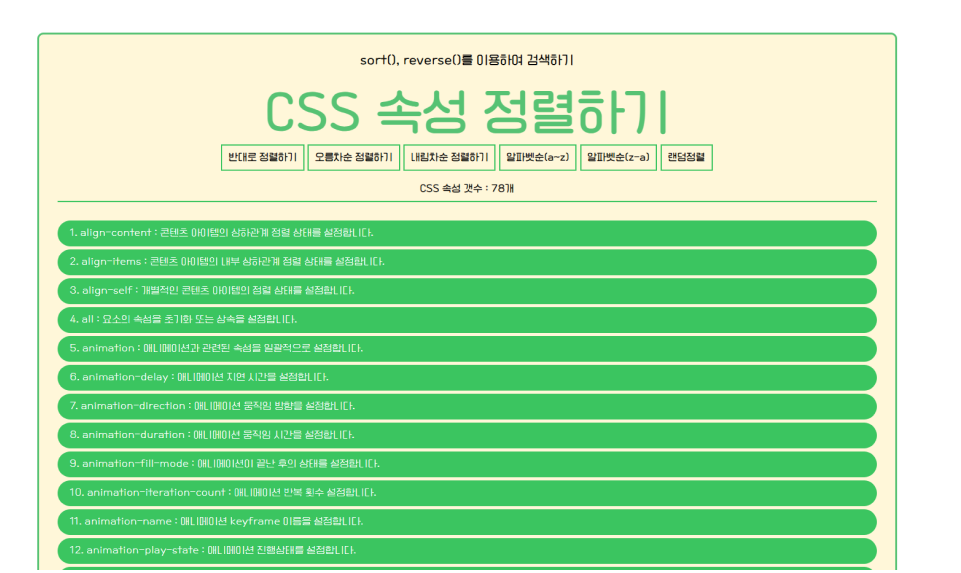 sort(), reverse()를 이용하여 검색하기
CSS 속성 정렬하기
반대로 정렬하기 오름차순 정렬하기 내림차순 정렬하기 알파벳순(a~z) 알파벳순(z~a) 랜덤정렬
CSS 속성 갯수 : 78개
1. align-content : 콘텐츠 아이템의 상하관계 정렬 상태를 설정합니다.
2. align-items : 콘텐츠 아이템의 내부 상하관계 정렬 상태를 설정합니다.
3. align-self : 개별적인 콘텐츠 아이템의 정렬 상태를 설정합니다.
4. all : 요소의 속성을 초기화 또는 상속을 설정합니다.
5. animation : 애니메이션과 관련된 속성을 일괄적으로 설정합니다.
6. animation-delay : 애니메이션 지연 시간을 설정합니다.
7. animation-direction : 애니메이션 움직임 방향을 설정합니다.
8. animation-duration : 애니메이션 움직임 시간을 설정합니다.
9. animation-fill-mode : 애니메이션이 끝난 후의 상태를 설정합니다.
10. animation-iteration-count : 애니메이션 반복 횟수 설정합니다.
11. animation-name : 애니메이션 keyframe 이름을 설정합니다.
12. animation-play-state : 애니메이션 진행상태를 설정합니다.